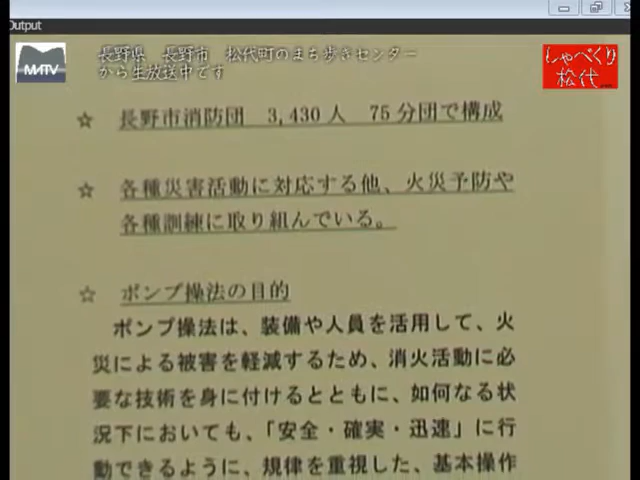 Output
長野県 長野市 松代町のまち歩きセンター
から生放送中です
MATV
しゃべくり
松代
☆ 長野市消防団 3,430人 75分団で構成
☆ 各種災害活動に対応する他、火災予防や
各種訓練に取り組んでいる。
☆ ポンプ操法の目的
ポンプ操法は、装備や人員を活用して、火
災による被害を軽減するため、消火活動に必
要な技術を身に付けるとともに、如何なる状
況下においても、「安全・確実・迅速」に行
動できるように、規律を重視した、基本操作